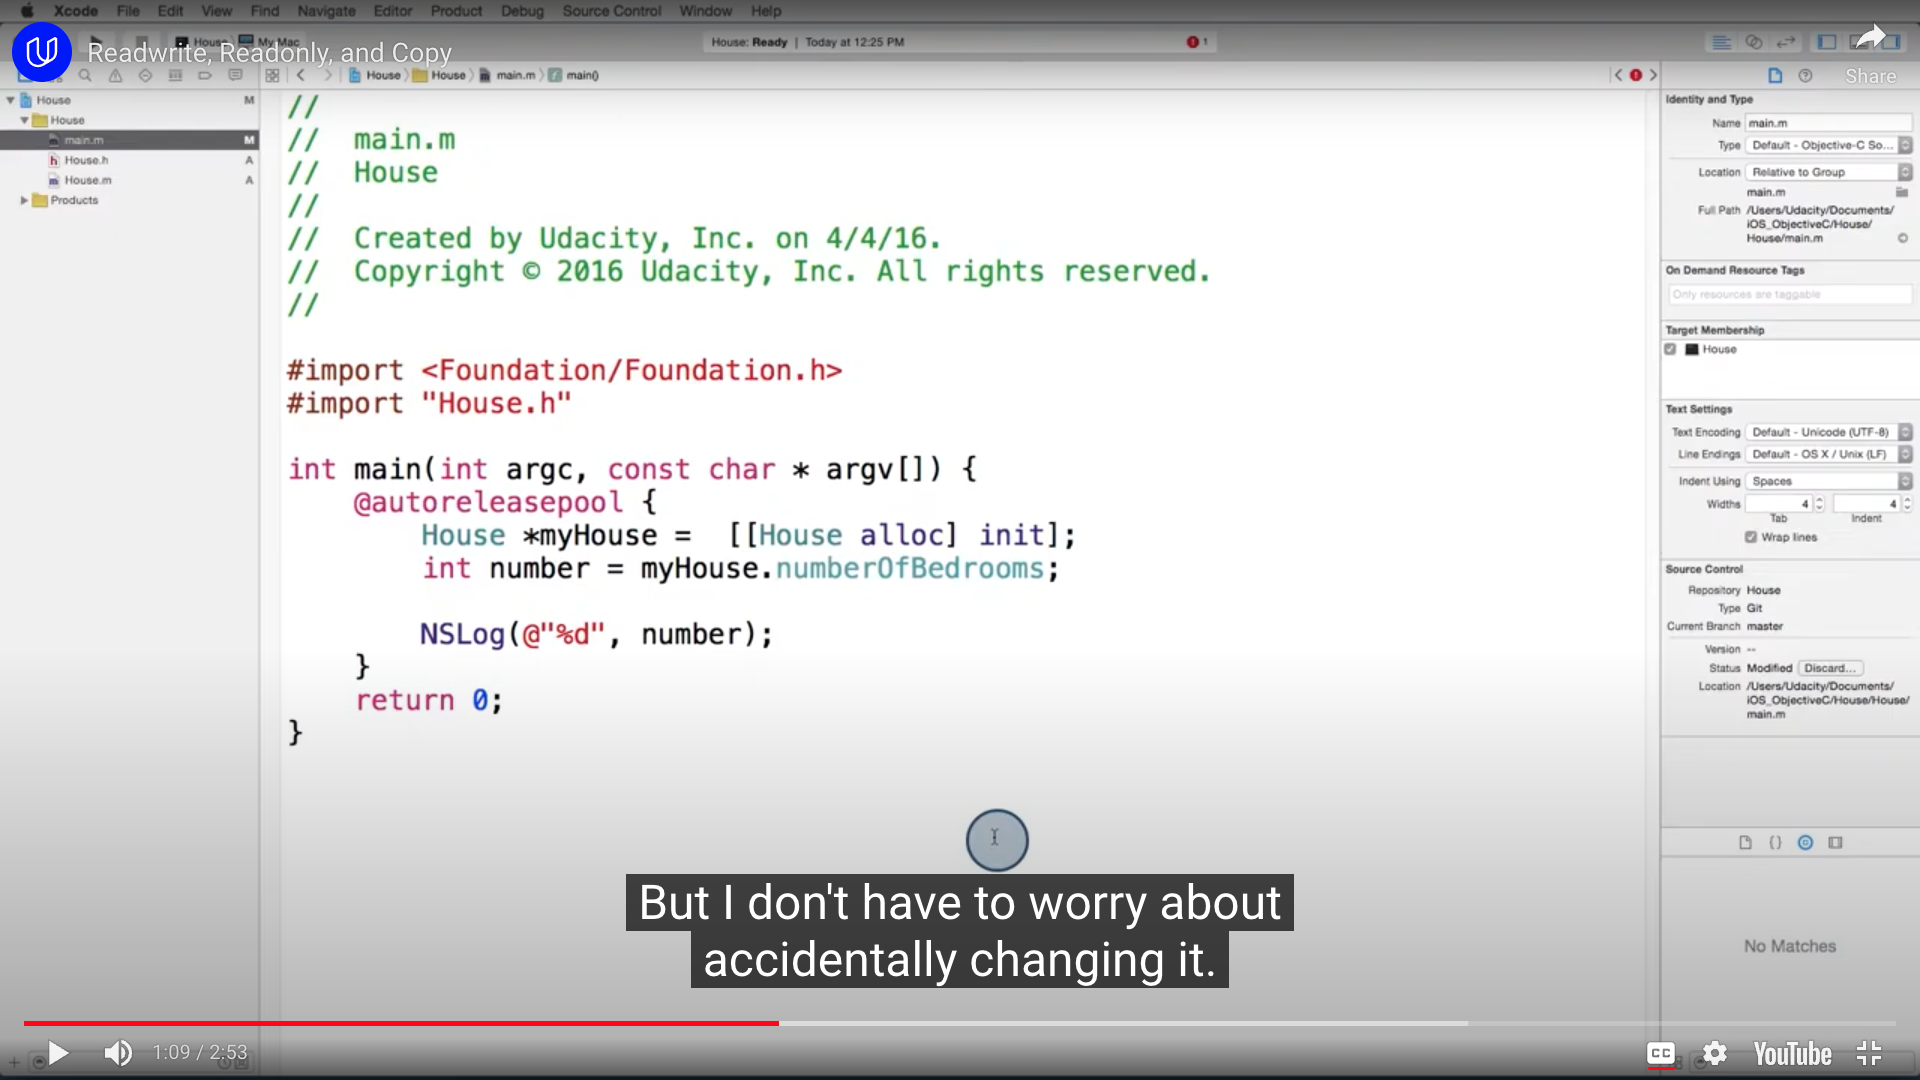 Xcode File Edit View Find Navigate Editor Product Debug Source Control Window Help
House My Mac
House: Ready | Today at 12:25 PM
1
Readwrite, Readonly, and Copy
Share
House House main.m main()
House M
House
main.m M
House.h A
House.m A
Products
//
// main.m
// House
//
// Created by Udacity, Inc. on 4/4/16.
// Copyright © 2016 Udacity, Inc. All rights reserved.
//
#import <Foundation/Foundation.h>
#import "House.h"
int main(int argc, const char * argv[]) {
@autoreleasepool {
House *myHouse = [[House alloc] init];
int number = myHouse.numberOfBedrooms;
NSLog(@"%d", number);
}
return 0;
}
Identity and Type
Name main.m
Type Default - Objective-C So...
Location Relative to Group
main.m
Full Path /Users/Udacity/Documents/
iOS_ObjectiveC/House/
House/main.m
On Demand Resource Tags
Only resources are taggable
Target Membership
House
Text Settings
Text Encoding Default - Unicode (UTF-8)
Line Endings Default - OS X / Unix (LF)
Indent Using Spaces
Widths 4 4
Tab Indent
Wrap lines
Source Control
Repository House
Type Git
Current Branch master
Version --
Status Modified Discard...
Location /Users/Udacity/Documents/
iOS_ObjectiveC/House/House/
main.m
{ }
No Matches
But I don't have to worry about
accidentally changing it.
1:09 / 2:53
CC
YouTube